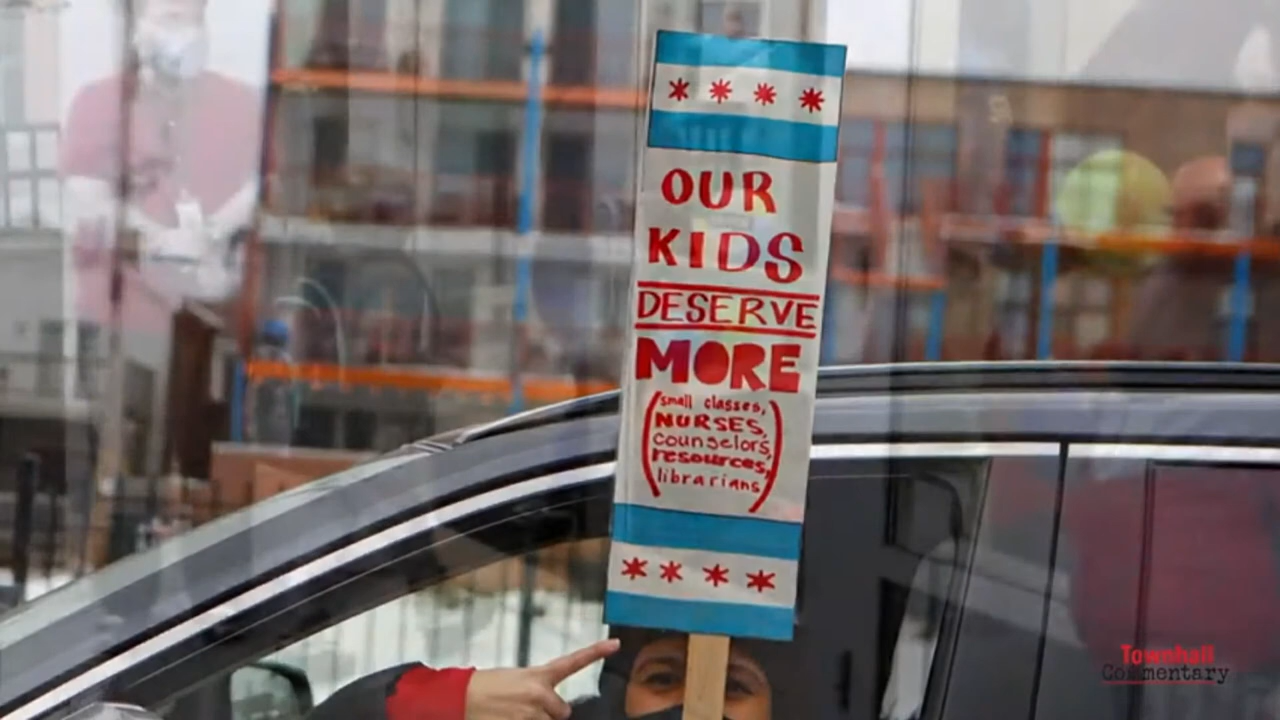 OUR
KIDS
DESERVE
MORE
(small classes,
NURSES,
counselors,
resources,
librarians)
Townhall
Commentary